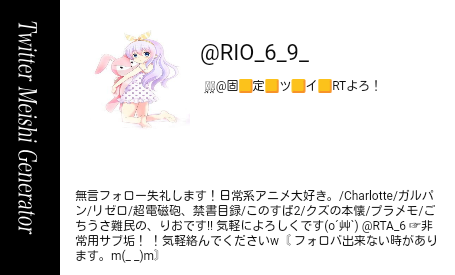 Twitter Meishi Generator
@RIO_6_9_
@固🟧定🟧ツ🟧イ🟧RTよろ！
無言フォロー失礼します！日常系アニメ大好き。/Charlotte/ガルパ
ン/リゼロ/超電磁砲、禁書目録/このすば2/クズの本懐/プラメモ/ご
ちうさ難民の、りおです!! 気軽によろしくです(o´艸`) @RTA_6 ☞非
常用サブ垢！！気軽絡んでくださいw〖 フォロバ出来ない時があり
ます。m(_ _)m〗